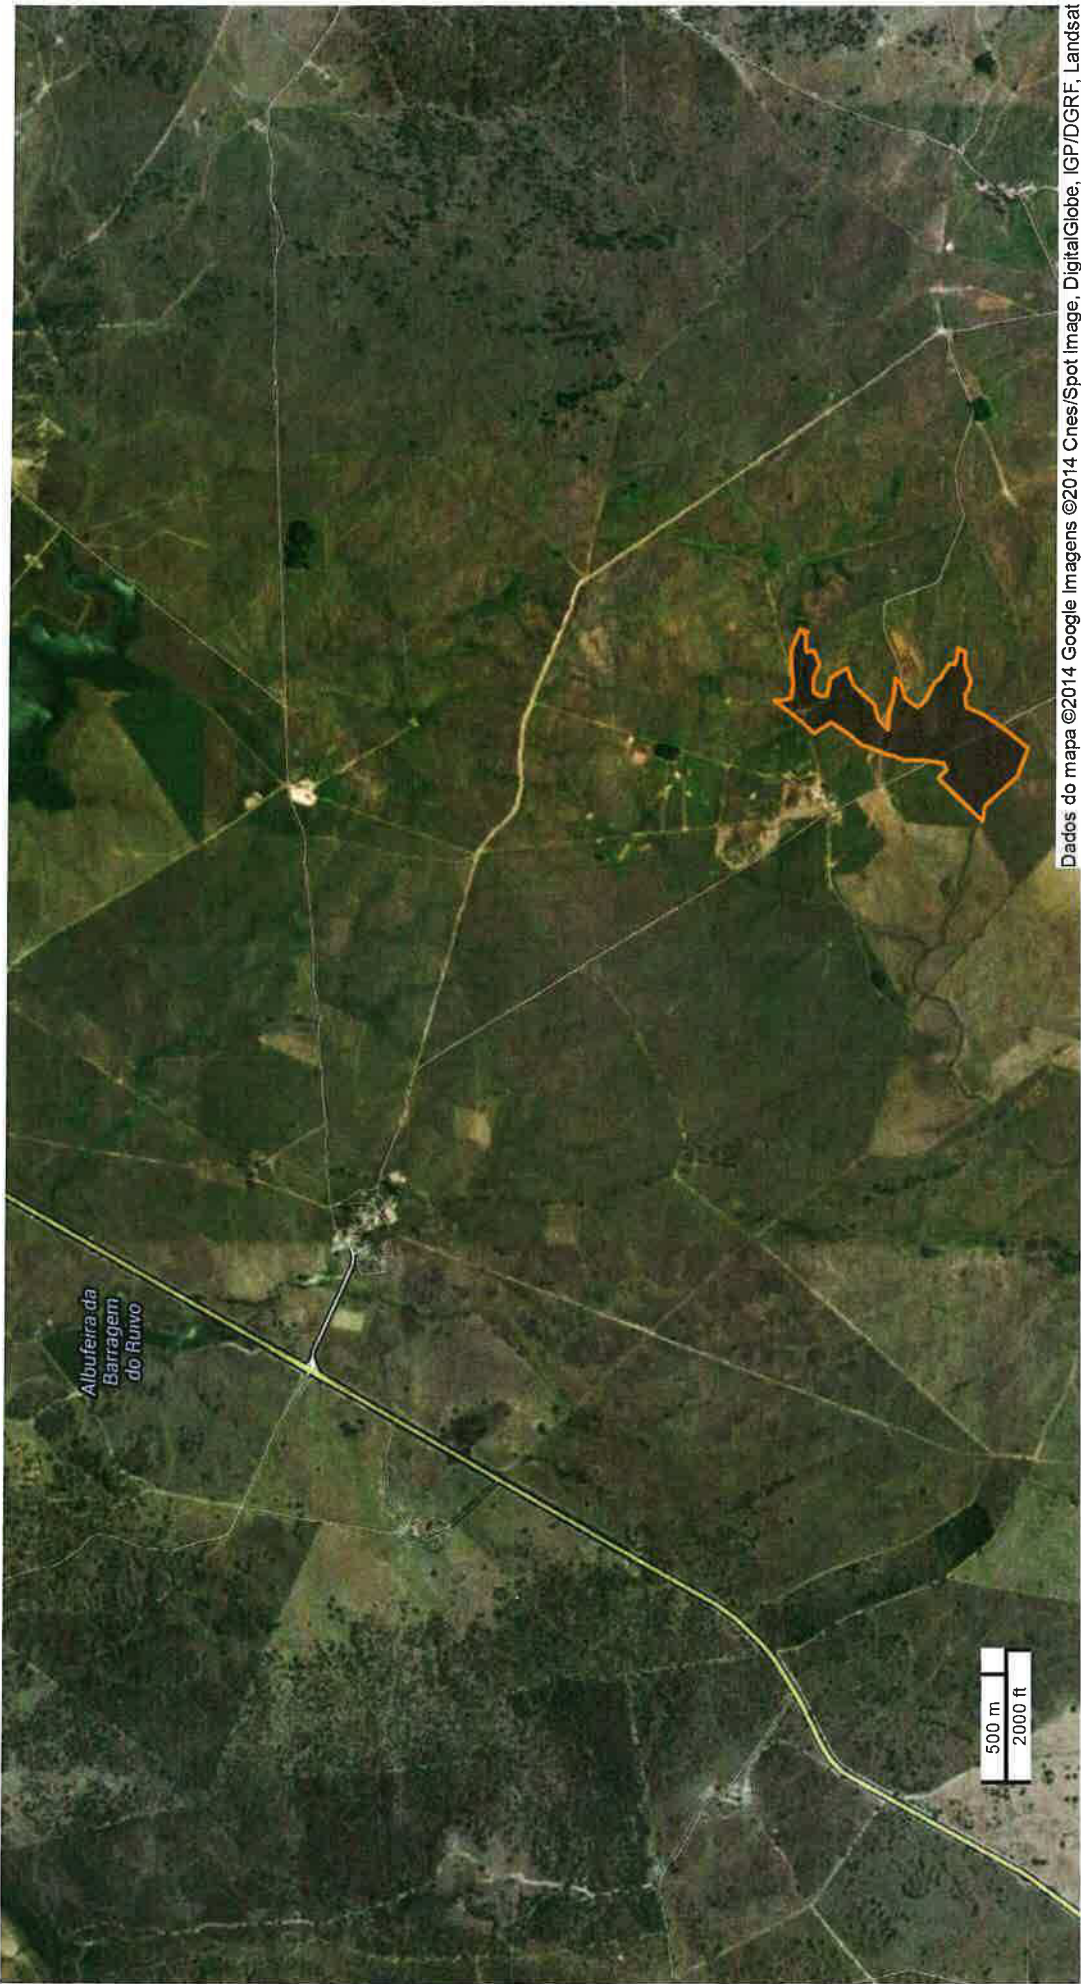 Albufeira da
Barragem
do Ruivo
500 m
2000 ft
Dados do mapa ©2014 Google Imagens ©2014 Cnes/Spot Image, DigitalGlobe, IGP/DGRF, Landsat